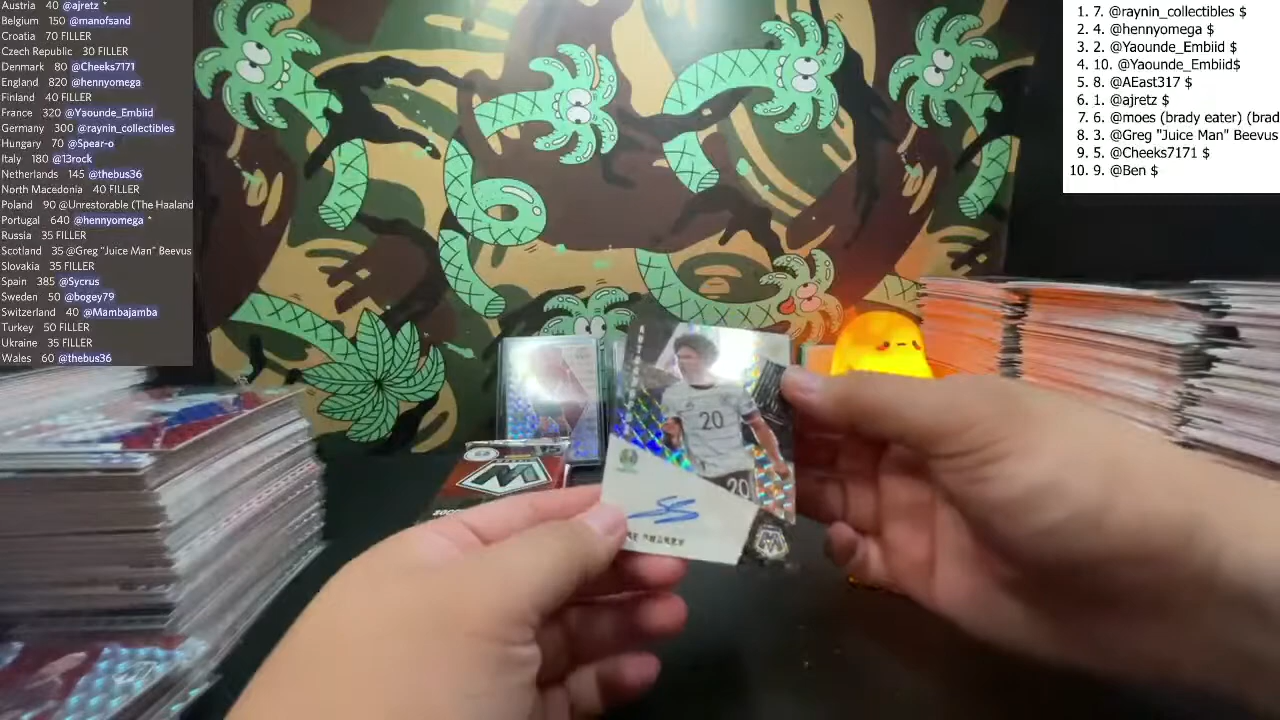 Austria 40 @ajretz *
Belgium 150 @manofsand
Croatia 70 FILLER
Czech Republic 30 FILLER
Denmark 80 @Cheeks7171
England 820 @hennyomega
Finland 40 FILLER
France 320 @Yaounde_Embiid
Germany 300 @raynin_collectibles
Hungary 70 @Spear-o
Italy 180 @13rock
Netherlands 145 @thebus36
North Macedonia 40 FILLER
Poland 90 @Unrestorable (The Haaland
Portugal 640 @hennyomega *
Russia 35 FILLER
Scotland 35 @Greg "Juice Man" Beevus
Slovakia 35 FILLER
Spain 385 @Sycrus
Sweden 50 @bogey79
Switzerland 40 @Mambajamba
Turkey 50 FILLER
Ukraine 35 FILLER
Wales 60 @thebus36
1. 7. @raynin_collectibles $
2. 4. @hennyomega $
3. 2. @Yaounde_Embiid $
4. 10. @Yaounde_Embiid$
5. 8. @AEast317 $
6. 1. @ajretz $
7. 6. @moes (brady eater) (brad
8. 3. @Greg "Juice Man" Beevus
9. 5. @Cheeks7171 $
10. 9. @Ben $
20
20